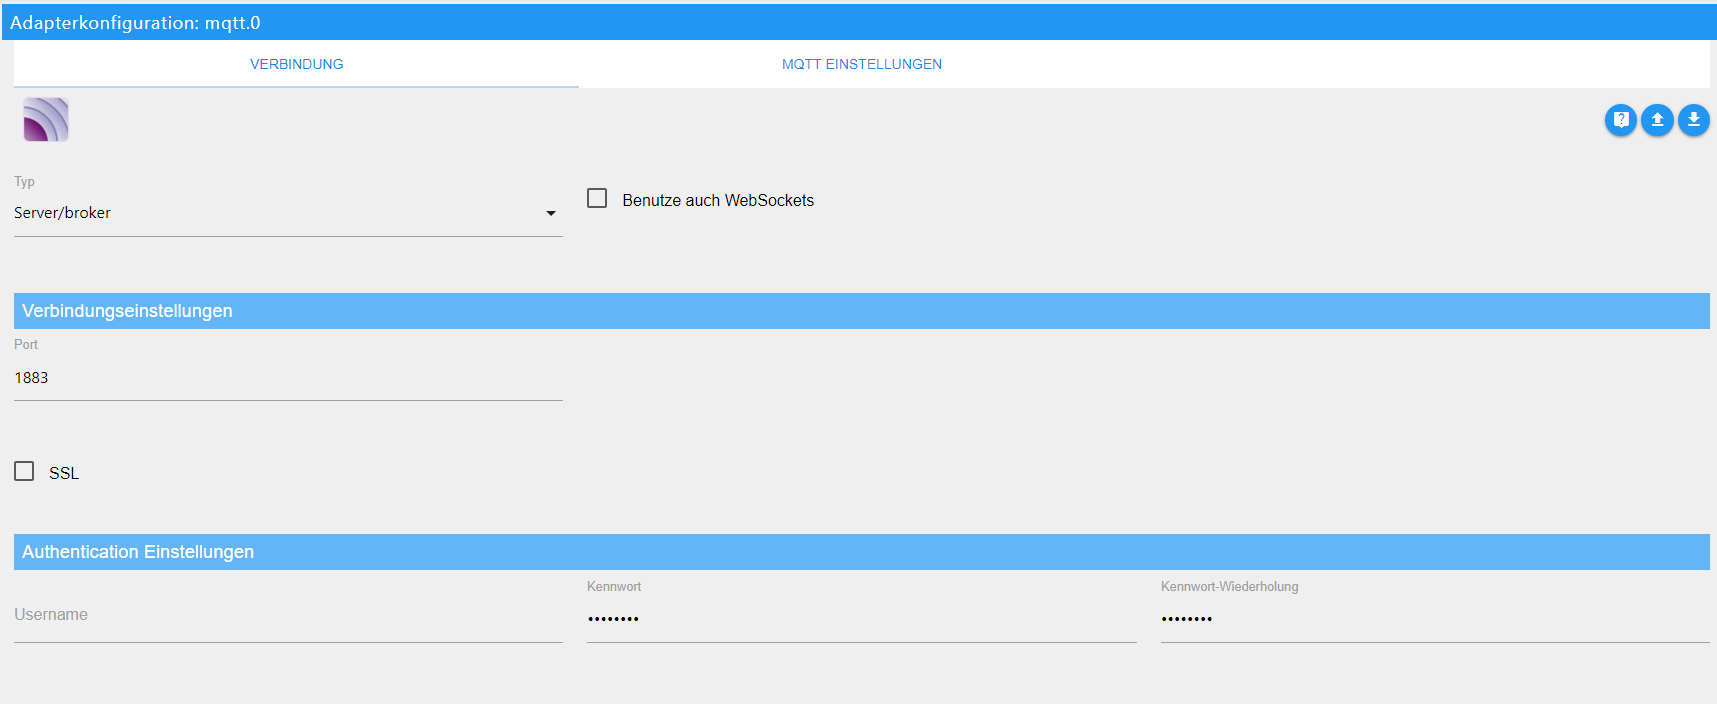 Adapterkonfiguration: mqtt.0
VERBINDUNG MQTT EINSTELLUNGEN
Typ
Server/broker
Benutze auch WebSockets
Verbindungseinstellungen
Port
1883
SSL
Authentication Einstellungen
Username
Kennwort
••••••••
Kennwort-Wiederholung
••••••••